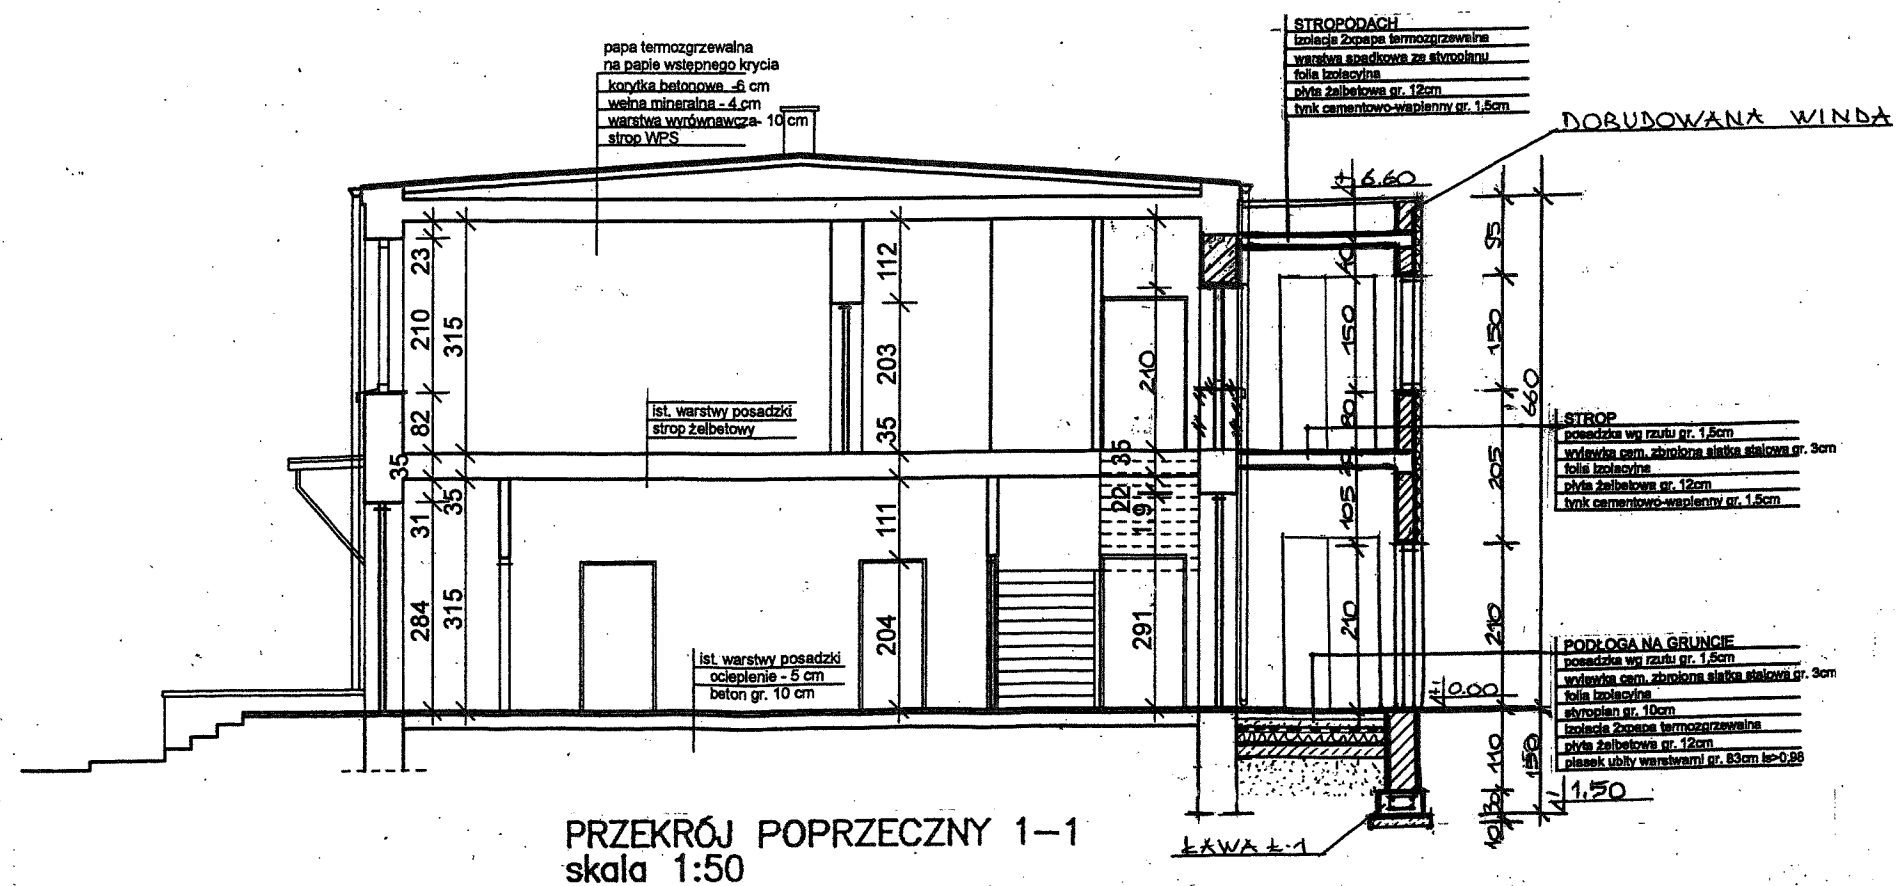 papa termozgrzewalna
na papie wstępnego krycia
korytka betonowe -6 cm
wełna mineralna - 4 cm
warstwa wyrównawcza- 10 cm
strop WPS
STROPODACH
izolacja 2xpapa termozgrzewalna
warstwa spadkowa ze styropianu
folia izolacyjna
płyta żelbetowa gr. 12cm
tynk cementowo-wapienny gr. 1,5cm
DOBUDOWANA WINDA
6.60
23
210
82
315
112
203
35
210
40
150
80
95
150
660
ist. warstwy posadzki
strop żelbetowy
STROP
posadzka wg rzutu gr. 1,5cm
wylewka cem. zbrojona siatką stalową gr. 3cm
folia izolacyjna
płyta żelbetowa gr. 12cm
tynk cementowo-wapienny gr. 1,5cm
35
31
284
35
315
111
204
35
22
19
291
20
105
210
205
210
ist. warstwy posadzki
ocieplenie - 5 cm
beton gr. 10 cm
PODŁOGA NA GRUNCIE
posadzka wg rzutu gr. 1,5cm
wylewka cem. zbrojona siatką stalową gr. 3cm
folia izolacyjna
styropian gr. 10cm
izolacja 2xpapa termozgrzewalna
płyta żelbetowa gr. 12cm
piasek ubity warstwami gr. 83cm Is>0,98
0.00
110
150
30
10
1.50
ŁAWA Ł-1
PRZEKRÓJ POPRZECZNY 1-1
skala 1:50